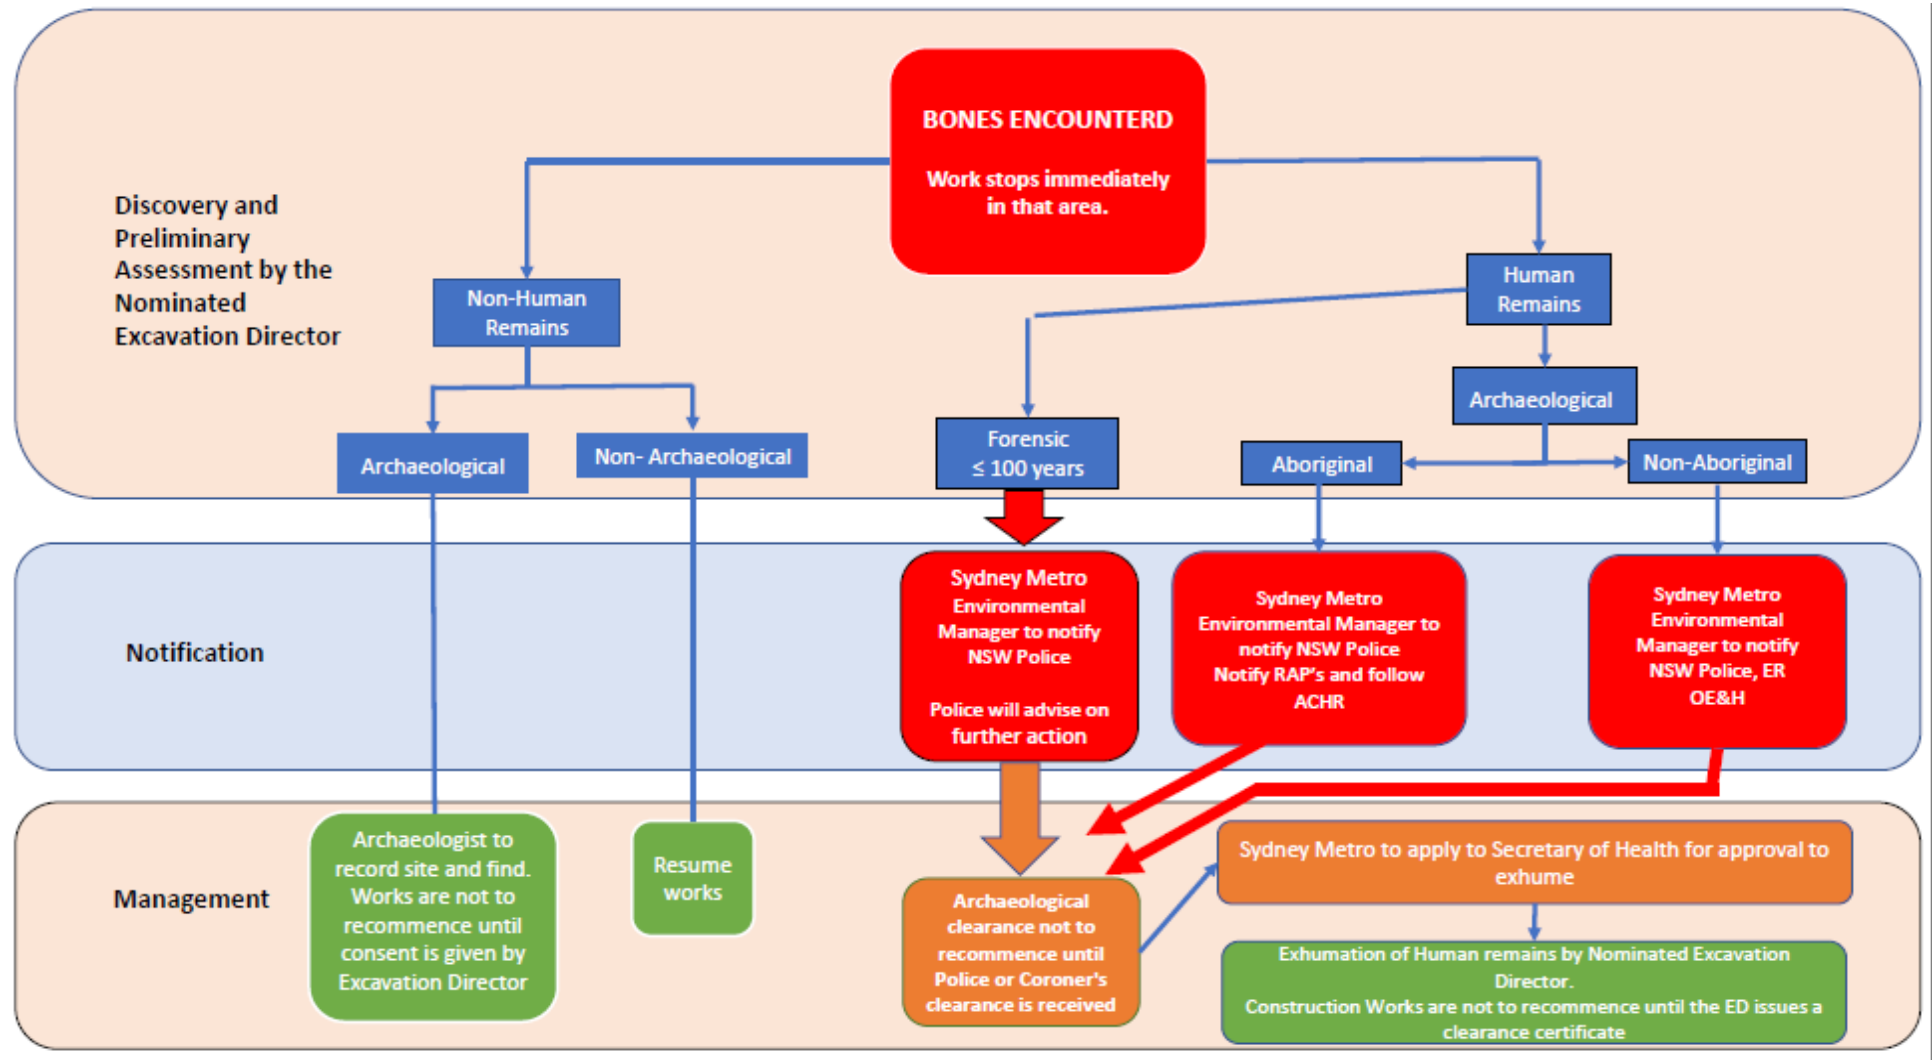 BONES ENCOUNTERD
Work stops immediately
in that area.
Discovery and
Preliminary
Assessment by the
Nominated
Excavation Director
Non-Human
Remains
Human
Remains
Archaeological
Non- Archaeological
Forensic
≤ 100 years
Archaeological
Aboriginal
Non-Aboriginal
Notification
Sydney Metro
Environmental
Manager to notify
NSW Police
Police will advise on
further action
Sydney Metro
Environmental Manager to
notify NSW Police
Notify RAP's and follow
ACHR
Sydney Metro
Environmental
Manager to notify
NSW Police, ER
OE&H
Management
Archaeologist to
record site and find.
Works are not to
recommence until
consent is given by
Excavation Director
Resume
works
Archaeological
clearance not to
recommence until
Police or Coroner's
clearance is received
Sydney Metro to apply to Secretary of Health for approval to
exhume
Exhumation of Human remains by Nominated Excavation
Director.
Construction Works are not to recommence until the ED issues a
clearance certificate